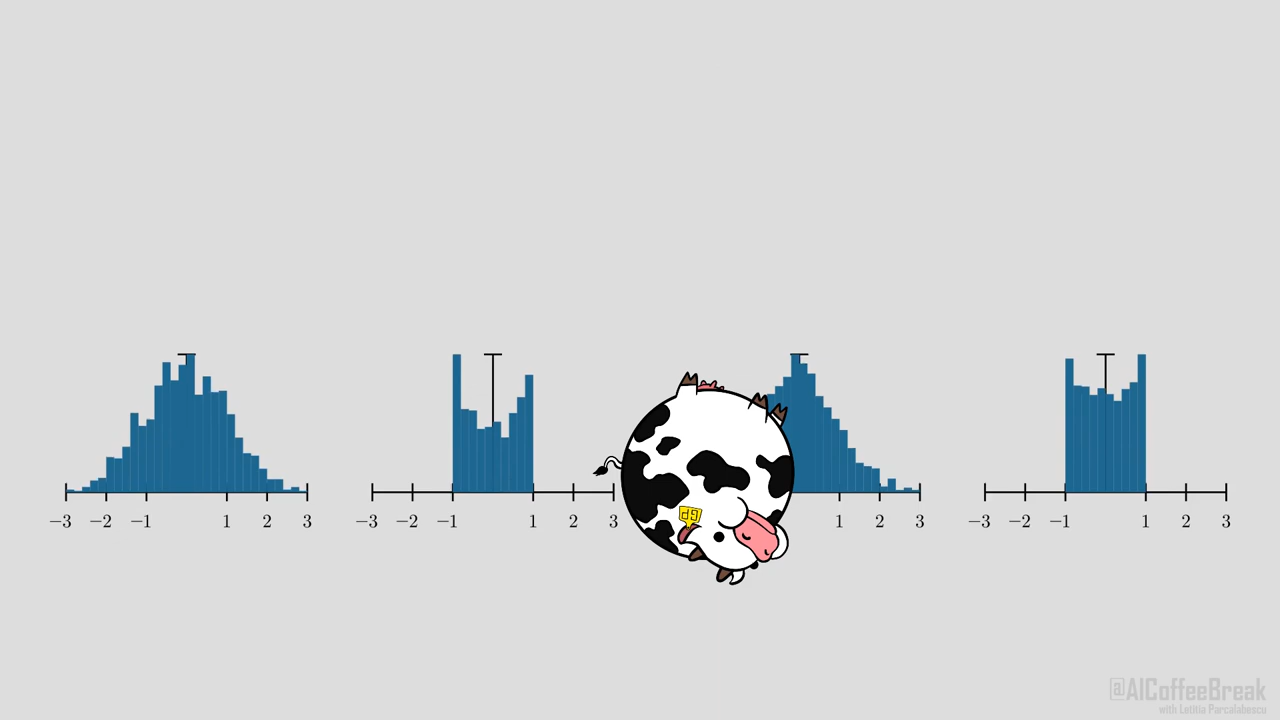 −3 −2 −1 1 2 3 −3 −2 −1 1 2 3 1 2 3 −3 −2 −1 1 2 3
@AICoffeeBreak
with Letitia Parcalabescu